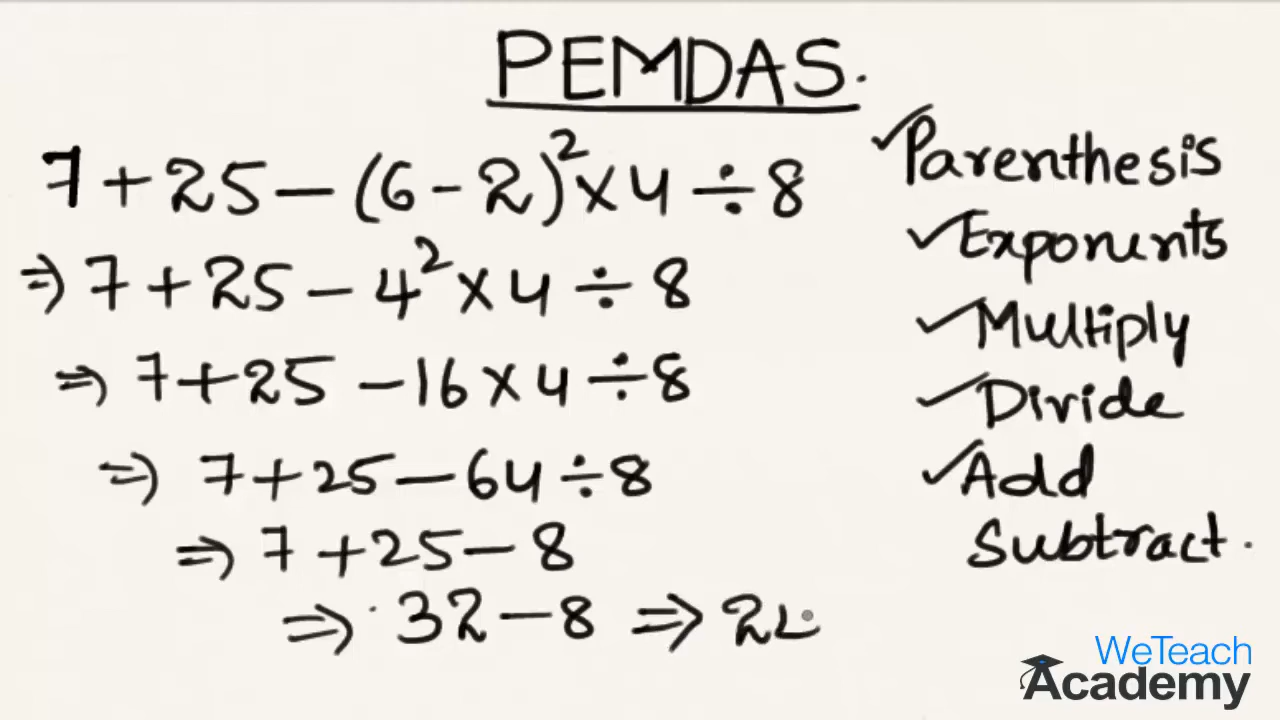 PEMDAS.
7+25-(6-2)²×4÷8
⇒ 7+25-4²×4÷8
⇒ 7+25-16×4÷8
⇒ 7+25-64÷8
⇒ 7+25-8
⇒ 32-8 ⇒ 24
✓Parenthesis
✓Exponents
✓Multiply
✓Divide
✓Add
Subtract.
WeTeach
Academy